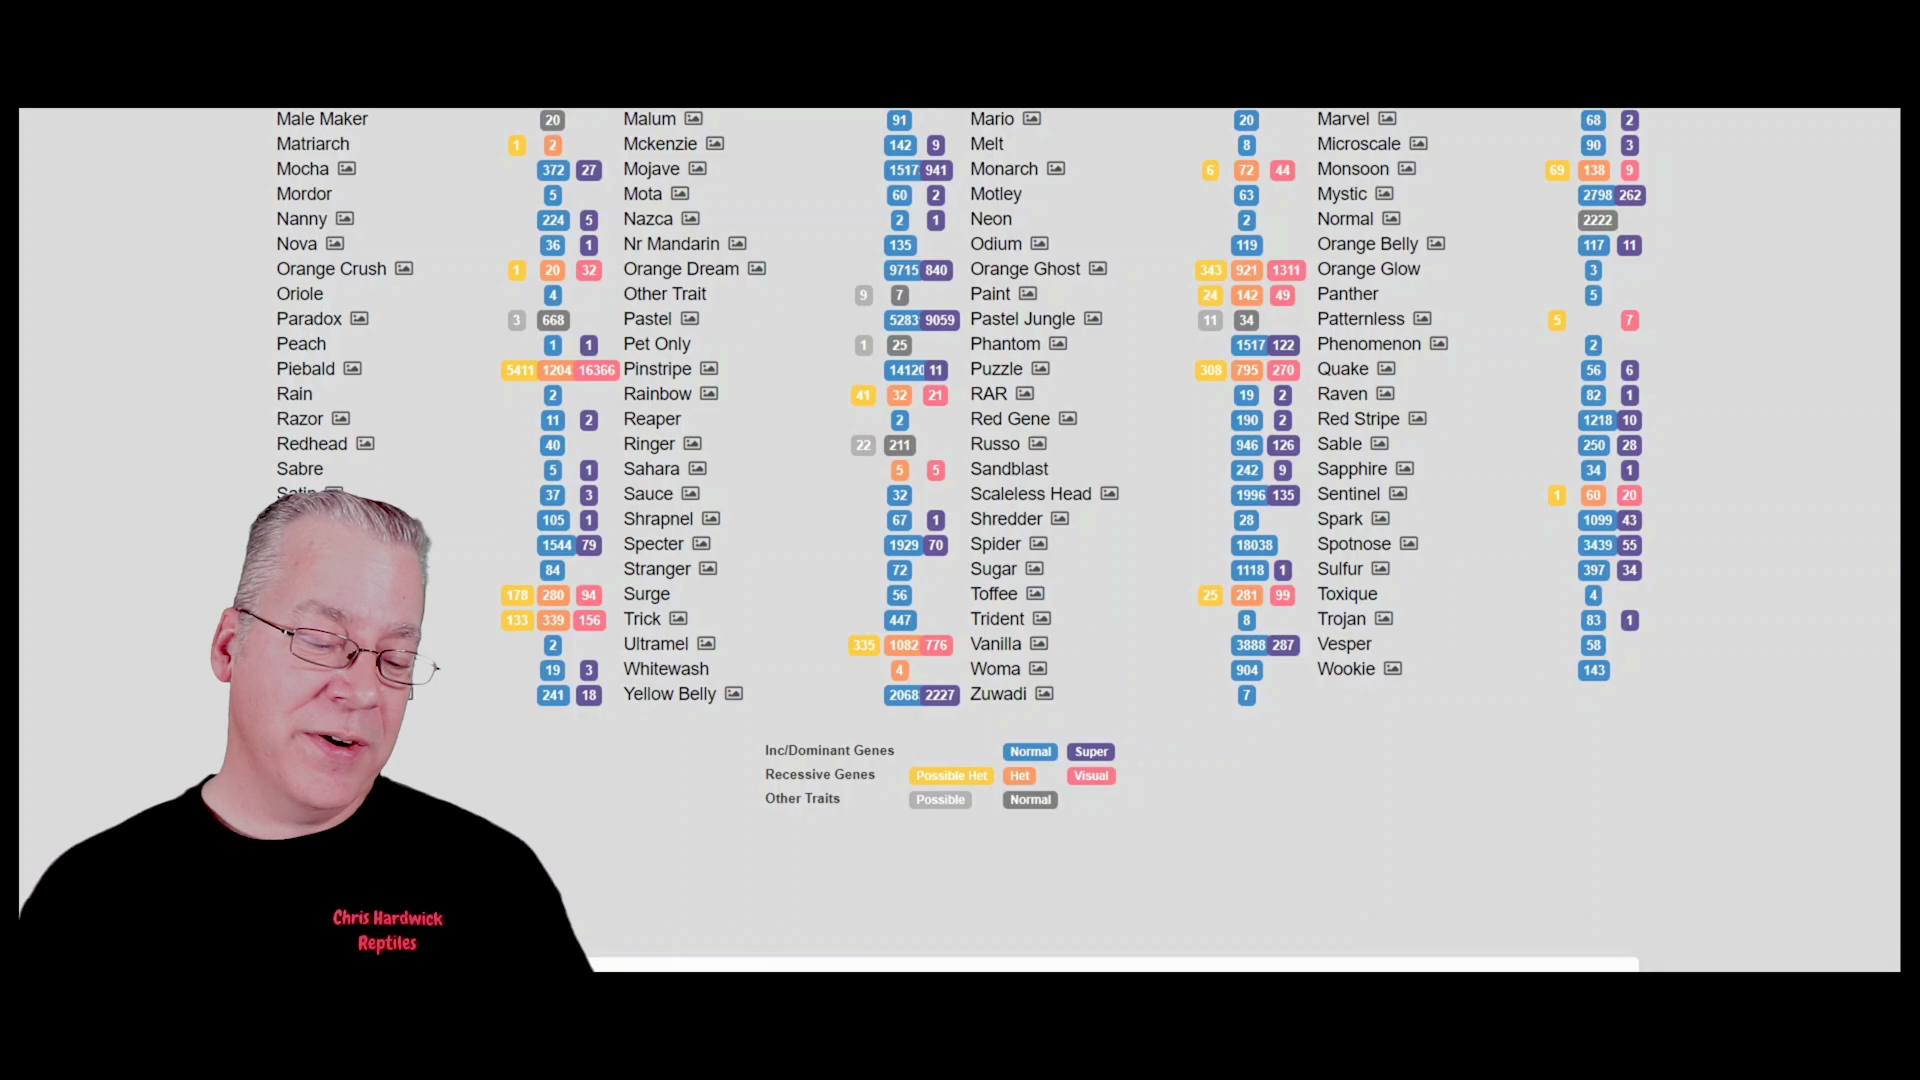 Male Maker 20 Malum 91 Mario 20 Marvel 68 2
Matriarch 1 2 Mckenzie 142 9 Melt 8 Microscale 90 3
Mocha 372 27 Mojave 1517 941 Monarch 6 72 44 Monsoon 69 138 9
Mordor 5 Mota 60 2 Motley 63 Mystic 2798 262
Nanny 224 5 Nazca 2 1 Neon 2 Normal 2222
Nova 36 1 Nr Mandarin 135 Odium 119 Orange Belly 117 11
Orange Crush 1 20 32 Orange Dream 9715 840 Orange Ghost 343 921 1311 Orange Glow 3
Oriole 4 Other Trait 9 7 Paint 24 142 49 Panther 5
Paradox 3 668 Pastel 5283 9059 Pastel Jungle 11 34 Patternless 5 7
Peach 1 1 Pet Only 1 25 Phantom 1517 122 Phenomenon 2
Piebald 5411 1204 16366 Pinstripe 14120 11 Puzzle 308 795 270 Quake 56 6
Rain 2 Rainbow 41 32 21 RAR 19 2 Raven 82 1
Razor 11 2 Reaper 2 Red Gene 190 2 Red Stripe 1218 10
Redhead 40 Ringer 22 211 Russo 946 126 Sable 250 28
Sabre 5 1 Sahara 5 5 Sandblast 242 9 Sapphire 34 1
Satin 37 3 Sauce 32 Scaleless Head 1996 135 Sentinel 1 60 20
105 1 Shrapnel 67 1 Shredder 28 Spark 1099 43
1544 79 Specter 1929 70 Spider 18038 Spotnose 3439 55
84 Stranger 72 Sugar 1118 1 Sulfur 397 34
178 280 94 Surge 56 Toffee 25 281 99 Toxique 4
133 339 156 Trick 447 Trident 8 Trojan 83 1
2 Ultramel 335 1082 776 Vanilla 3888 287 Vesper 58
19 3 Whitewash 4 Woma 904 Wookie 143
241 18 Yellow Belly 2068 2227 Zuwadi 7
Inc/Dominant Genes Normal Super
Recessive Genes Possible Het Het Visual
Other Traits Possible Normal
Chris Hardwick
Reptiles